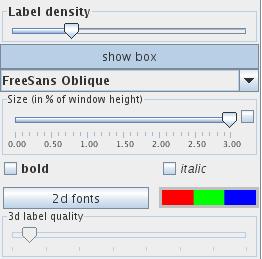 Label density
show box
FreeSans Oblique
Size (in % of window height)
0.00 0.50 1.00 1.50 2.00 2.50 3.00
bold italic
2d fonts
3d label quality